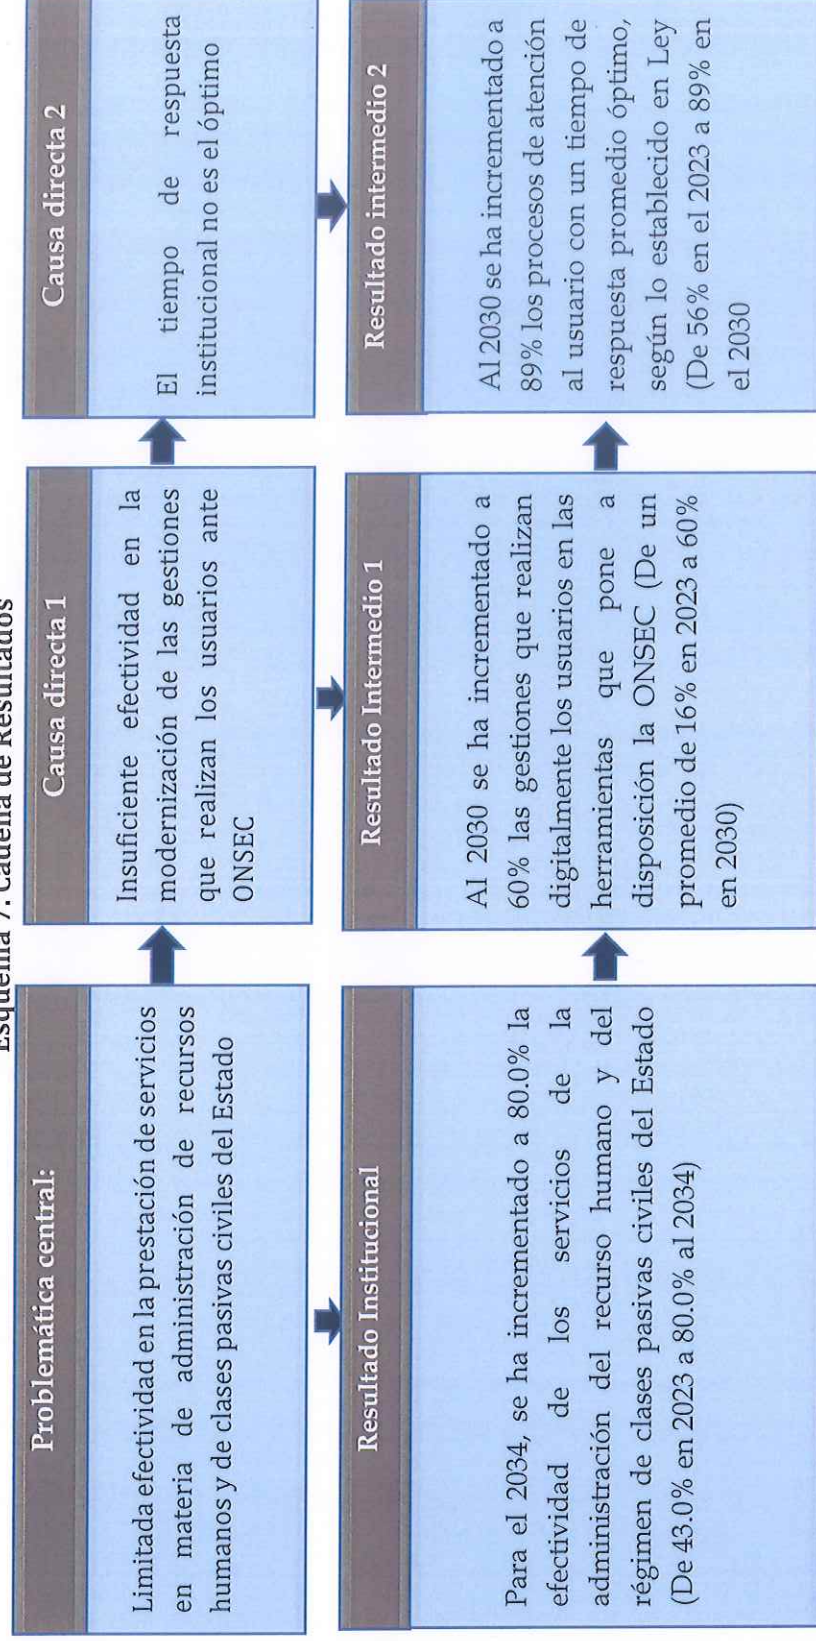 Esquema 7. Cadena de Resultados
Problemática central:
Limitada efectividad en la prestación de servicios
en materia de administración de recursos
humanos y de clases pasivas civiles del Estado
Causa directa 1
Insuficiente efectividad en la
modernización de las gestiones
que realizan los usuarios ante
ONSEC
Causa directa 2
El tiempo de respuesta
institucional no es el óptimo
Resultado Institucional
Para el 2034, se ha incrementado a 80.0% la
efectividad de los servicios de la
administración del recurso humano y del
régimen de clases pasivas civiles del Estado
(De 43.0% en 2023 a 80.0% al 2034)
Resultado Intermedio 1
Al 2030 se ha incrementado a
60% las gestiones que realizan
digitalmente los usuarios en las
herramientas que pone a
disposición la ONSEC (De un
promedio de 16% en 2023 a 60%
en 2030)
Resultado intermedio 2
Al 2030 se ha incrementado a
89% los procesos de atención
al usuario con un tiempo de
respuesta promedio óptimo,
según lo establecido en Ley
(De 56% en el 2023 a 89% en
el 2030